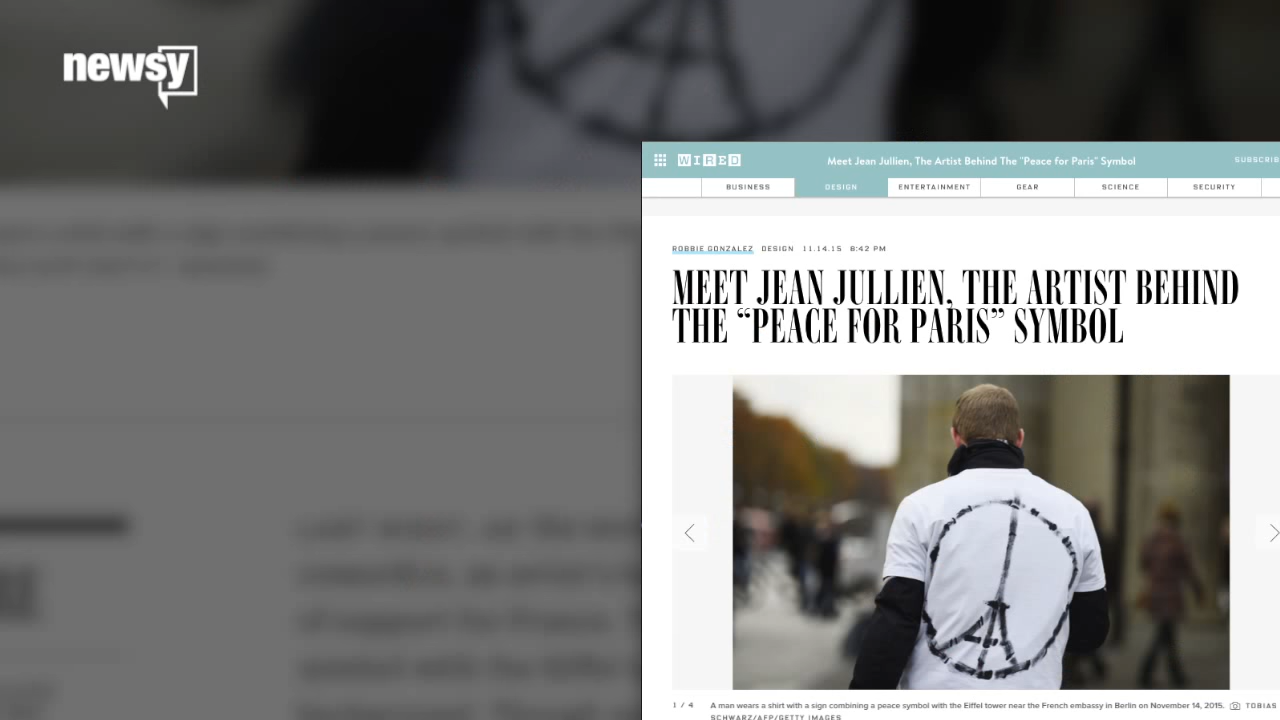 newsy
WIRED
Meet Jean Jullien, The Artist Behind The "Peace for Paris" Symbol
SUBSCRIB
BUSINESS
DESIGN
ENTERTAINMENT
GEAR
SCIENCE
SECURITY
ROBBIE GONZALEZ DESIGN 11.14.15 6:42 PM
MEET JEAN JULLIEN, THE ARTIST BEHIND
THE “PEACE FOR PARIS” SYMBOL
1 / 4
A man wears a shirt with a sign combining a peace symbol with the Eiffel tower near the French embassy in Berlin on November 14, 2015. TOBIAS
SCHWARZ/AFP/GETTY IMAGES